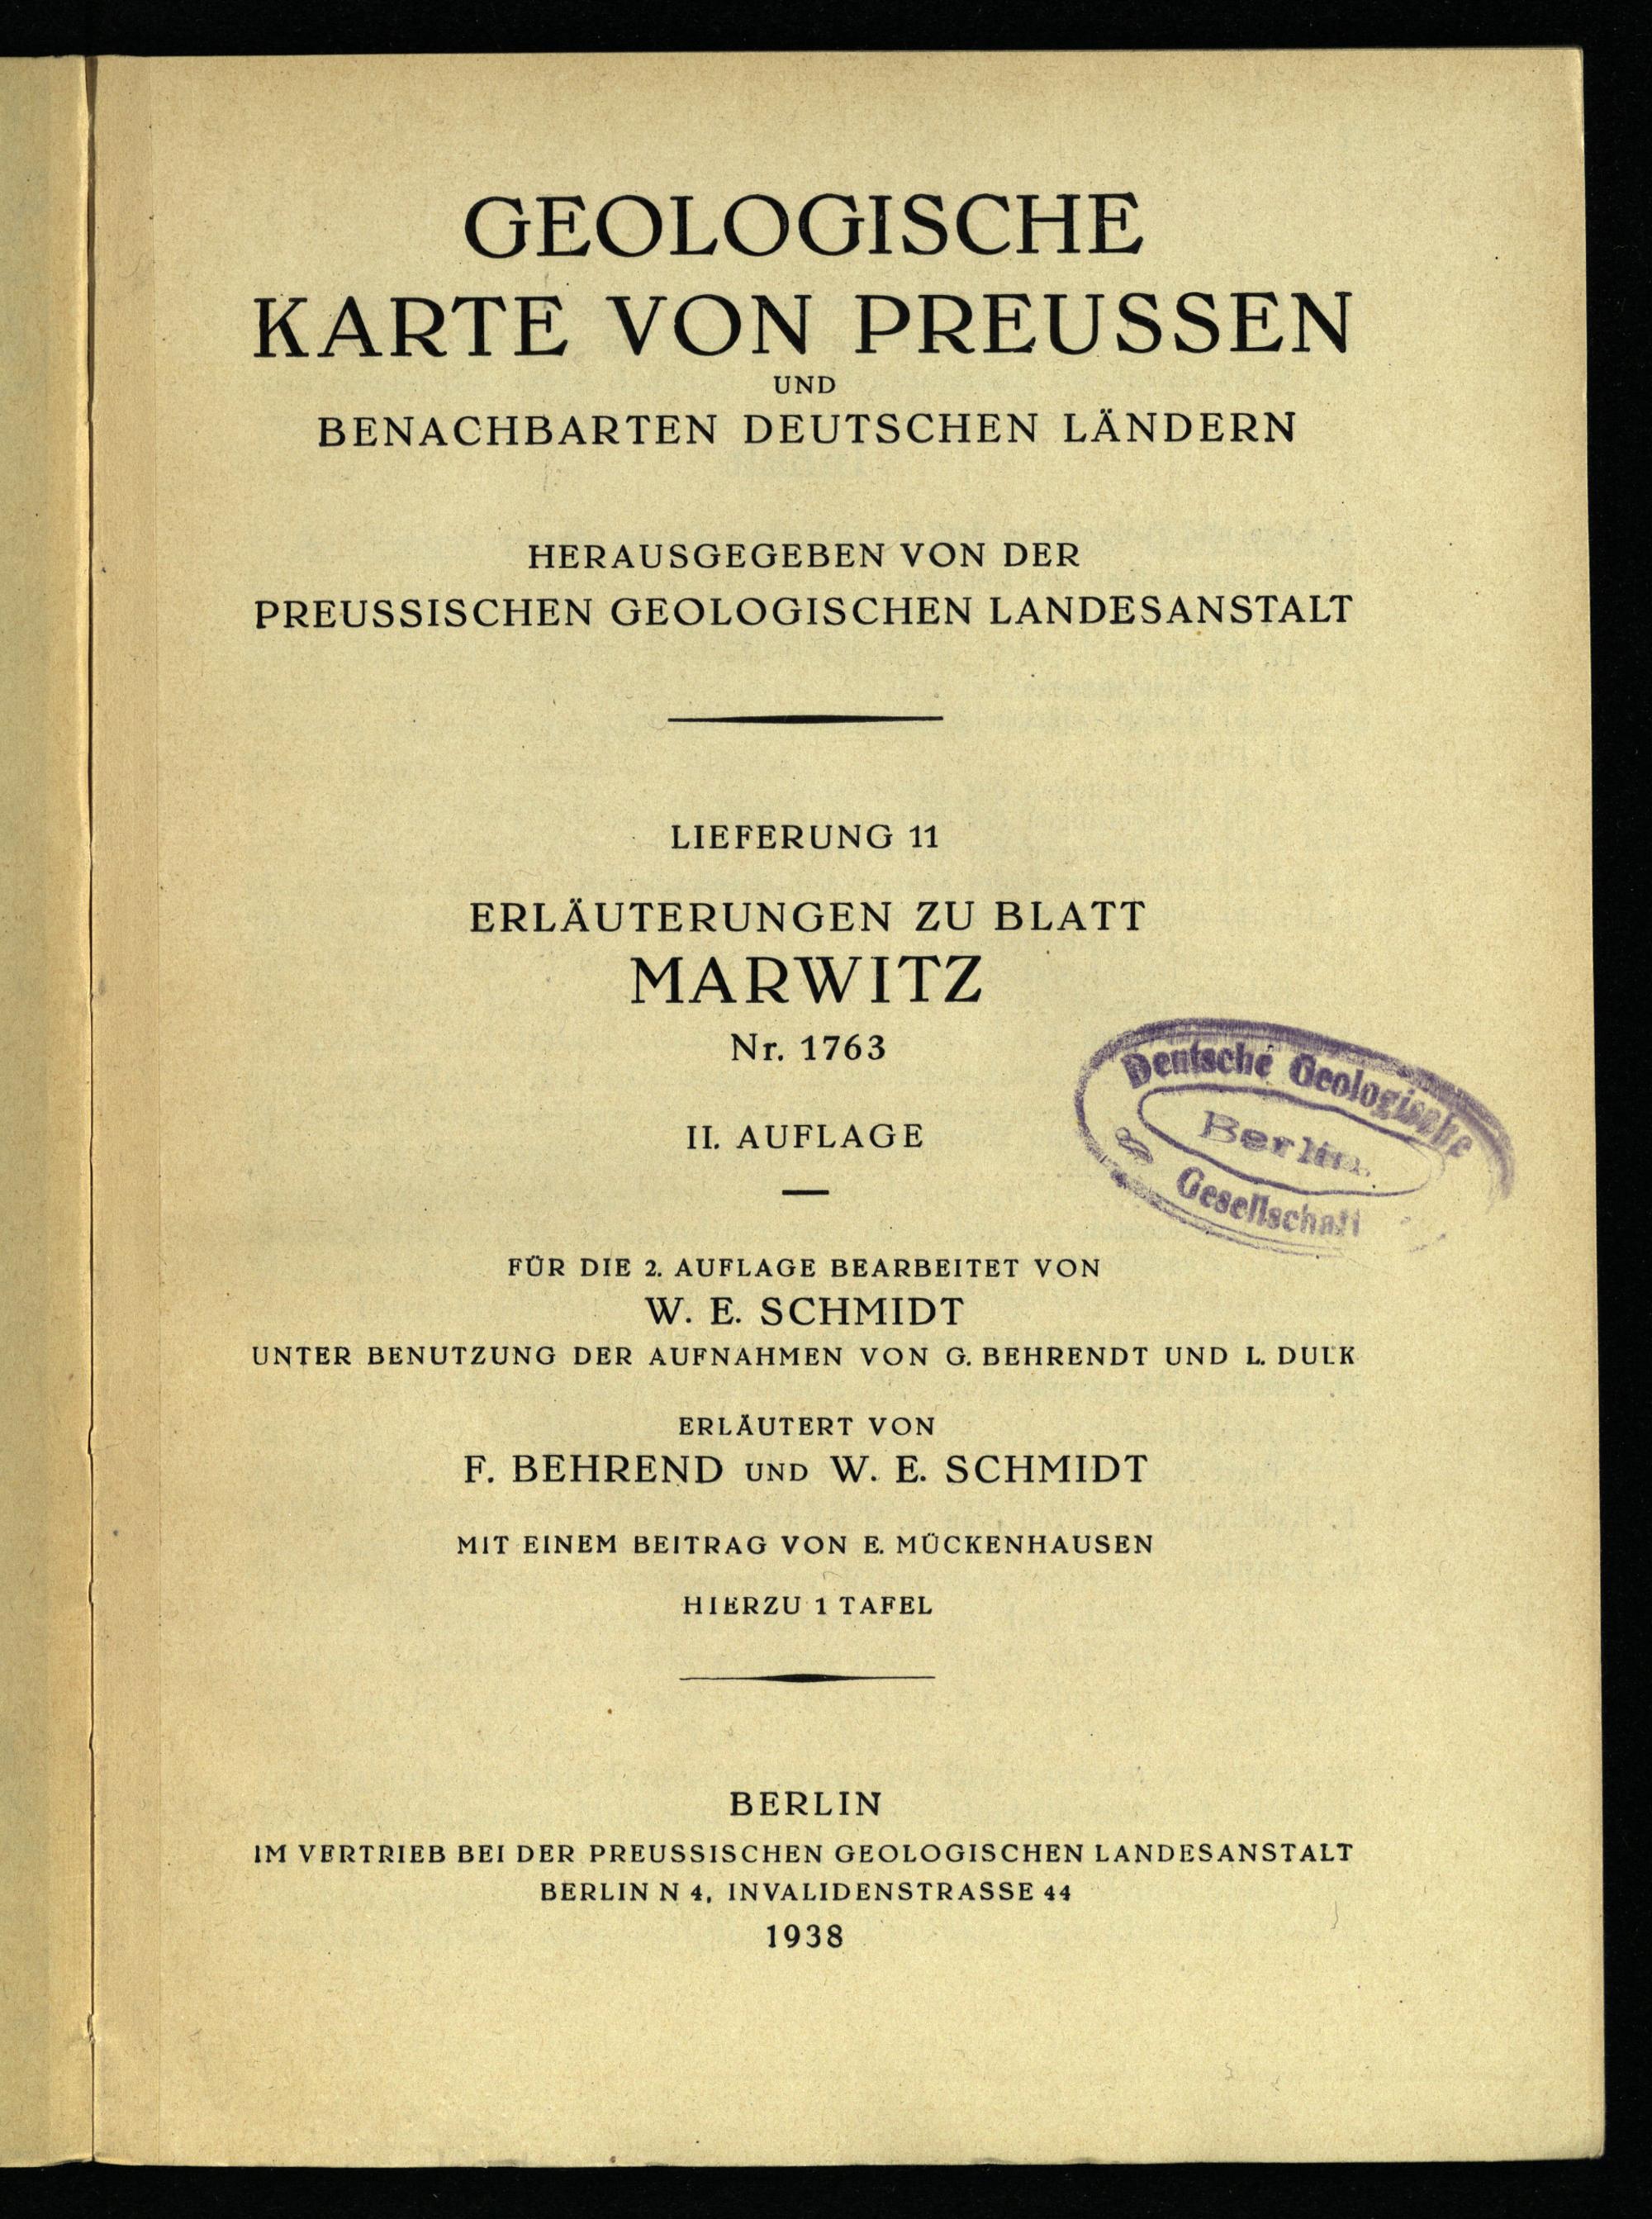 GEOLOGISCHE
KARTE VON PREUSSEN
UND
BENACHBARTEN DEUTSCHEN LÄNDERN
HERAUSGEGEBEN VON DER
PREUSSISCHEN GEOLOGISCHEN LANDESANSTALT
LIEFERUNG 11
ERLÄUTERUNGEN ZU BLATT
MARWITZ
Nr. 1763
II. AUFLAGE
Deutsche Geologische
Berlin
Gesellschaft
FÜR DIE 2. AUFLAGE BEARBEITET VON
W. E. SCHMIDT
UNTER BENUTZUNG DER AUFNAHMEN VON G. BEHRENDT UND L. DULK
ERLÄUTERT VON
F. BEHREND UND W. E. SCHMIDT
MIT EINEM BEITRAG VON E. MÜCKENHAUSEN
HIERZU 1 TAFEL
BERLIN
IM VERTRIEB BEI DER PREUSSISCHEN GEOLOGISCHEN LANDESANSTALT
BERLIN N 4, INVALIDENSTRASSE 44
1938